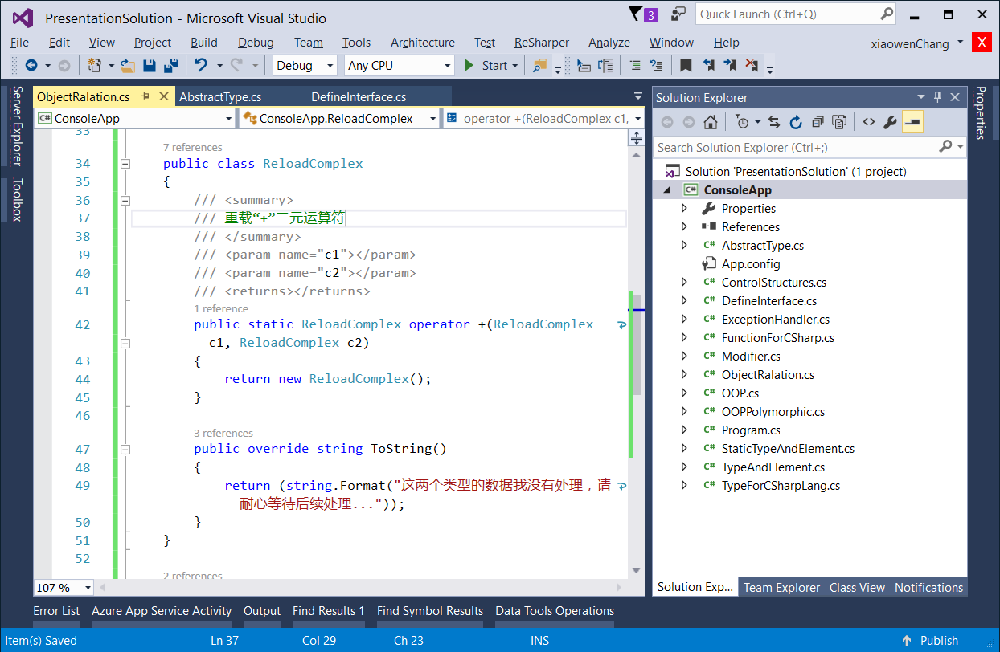 PresentationSolution - Microsoft Visual Studio
3
Quick Launch (Ctrl+Q)
File Edit View Project Build Debug Team Tools Architecture Test ReSharper Analyze Window Help
xiaowenChang
X
Debug Any CPU Start
Server Explorer
Toolbox
ObjectRalation.cs AbstractType.cs DefineInterface.cs
C# ConsoleApp ConsoleApp.ReloadComplex operator +(ReloadComplex c1,
33
7 references
34 public class ReloadComplex
35 {
36 /// <summary>
37 /// 重载“+”二元运算符
38 /// </summary>
39 /// <param name="c1"></param>
40 /// <param name="c2"></param>
41 /// <returns></returns>
1 reference
42 public static ReloadComplex operator +(ReloadComplex
c1, ReloadComplex c2)
43 {
44 return new ReloadComplex();
45 }
46
3 references
47 public override string ToString()
48 {
49 return (string.Format("这两个类型的数据我没有处理，请
耐心等待后续处理..."));
50 }
51 }
52
2 references
107 %
Solution Explorer
Search Solution Explorer (Ctrl+;)
Solution 'PresentationSolution' (1 project)
C# ConsoleApp
Properties
References
C# AbstractType.cs
App.config
C# ControlStructures.cs
C# DefineInterface.cs
C# ExceptionHandler.cs
C# FunctionForCSharp.cs
C# Modifier.cs
C# ObjectRalation.cs
C# OOP.cs
C# OOPPolymorphic.cs
C# Program.cs
C# StaticTypeAndElement.cs
C# TypeAndElement.cs
C# TypeForCSharpLang.cs
Solution Exp... Team Explorer Class View Notifications
Properties
Error List Azure App Service Activity Output Find Results 1 Find Symbol Results Data Tools Operations
Item(s) Saved Ln 37 Col 29 Ch 23 INS Publish